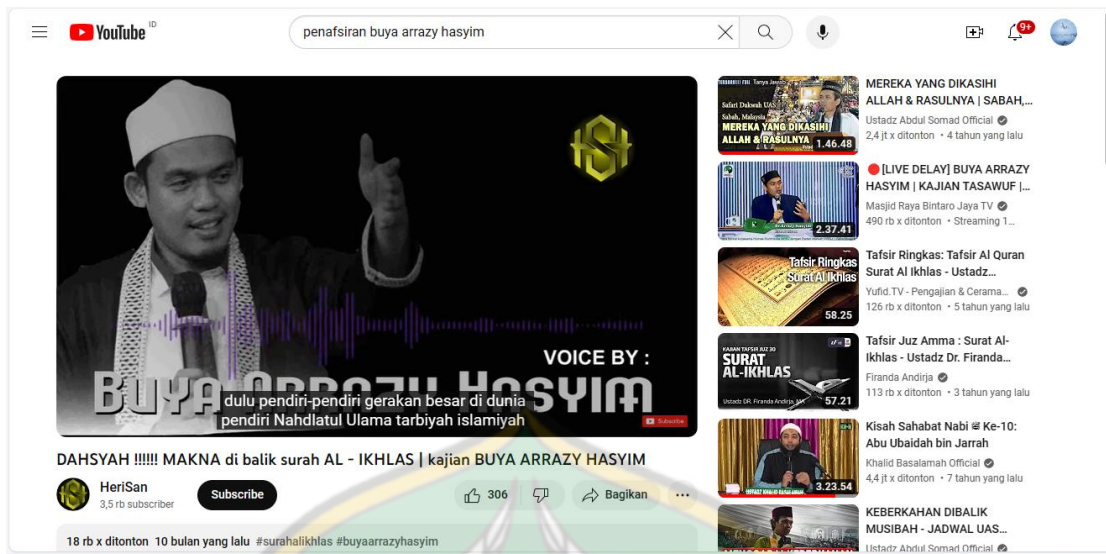 YouTube ID
penafsiran buya arrazy hasyim
9+
HS
VOICE BY :
BUYA ARRAZY HASYIM
dulu pendiri-pendiri gerakan besar di dunia
pendiri Nahdlatul Ulama tarbiyah islamiyah
Subscribe
DAHSYAH !!!!!! MAKNA di balik surah AL - IKHLAS | kajian BUYA ARRAZY HASYIM
HeriSan
3,5 rb subscriber
Subscribe
306
Bagikan
18 rb x ditonton 10 bulan yang lalu #surahalikhlas #buyaarrazyhasyim
Tanya Jawab
Safari Dakwah UAS
Sabah, Malaysia
MEREKA YANG DIKASIHI
ALLAH & RASULNYA
1.46.48
MEREKA YANG DIKASIHI
ALLAH & RASULNYA | SABAH,...
Ustadz Abdul Somad Official
2,4 jt x ditonton • 4 tahun yang lalu
2.37.41
[LIVE DELAY] BUYA ARRAZY
HASYIM | KAJIAN TASAWUF |...
Masjid Raya Bintaro Jaya TV
490 rb x ditonton • Streaming 1...
Tafsir Ringkas
Surat Al Ikhlas
58.25
Tafsir Ringkas: Tafsir Al Quran
Surat Al Ikhlas - Ustadz...
Yufid.TV - Pengajian & Cerama...
126 rb x ditonton • 5 tahun yang lalu
KAJIAN TAFSIR JUZ 30
SURAT
AL-IKHLAS
Ustadz DR. Firanda Andirja, MA
57.21
Tafsir Juz Amma : Surat Al-
Ikhlas - Ustadz Dr. Firanda...
Firanda Andirja
113 rb x ditonton • 3 tahun yang lalu
3.23.54
Kisah Sahabat Nabi ﷺ Ke-10:
Abu Ubaidah bin Jarrah
Khalid Basalamah Official
4,4 jt x ditonton • 7 tahun yang lalu
KEBERKAHAN DIBALIK
MUSIBAH - JADWAL UAS...
Ustadz Abdul Somad Official